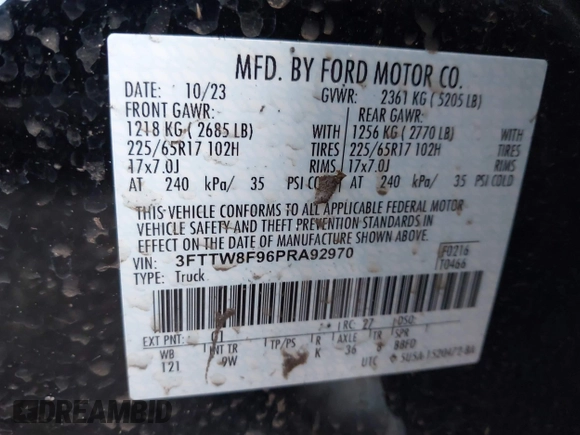 MFD. BY FORD MOTOR CO.
DATE: 10/23 GVWR: 2361 KG ( 5205 LB)
FRONT GAWR: REAR GAWR:
1218 KG ( 2685 LB) WITH 1256 KG ( 2770 LB) WITH
225/65R17 102H TIRES 225/65R17 102H TIRES
17x7.0J RIMS 17x7.0J RIMS
AT 240 kPa/ 35 PSI COLD AT 240 kPa/ 35 PSI COLD
THIS VEHICLE CONFORMS TO ALL APPLICABLE FEDERAL MOTOR
VEHICLE SAFETY AND THEFT PREVENTION STANDARDS IN
EFFECT ON THE DATE OF MANUFACTURE SHOWN ABOVE.
VIN: 3FTTW8F96PRA92970 F0216
TYPE: Truck T0466
EXT PNT: G1 RC: 27 DSO:
WB INT TR TP/PS R AXLE TR SPR
121 9W K 36 8BFD
UTC
DREAMBID